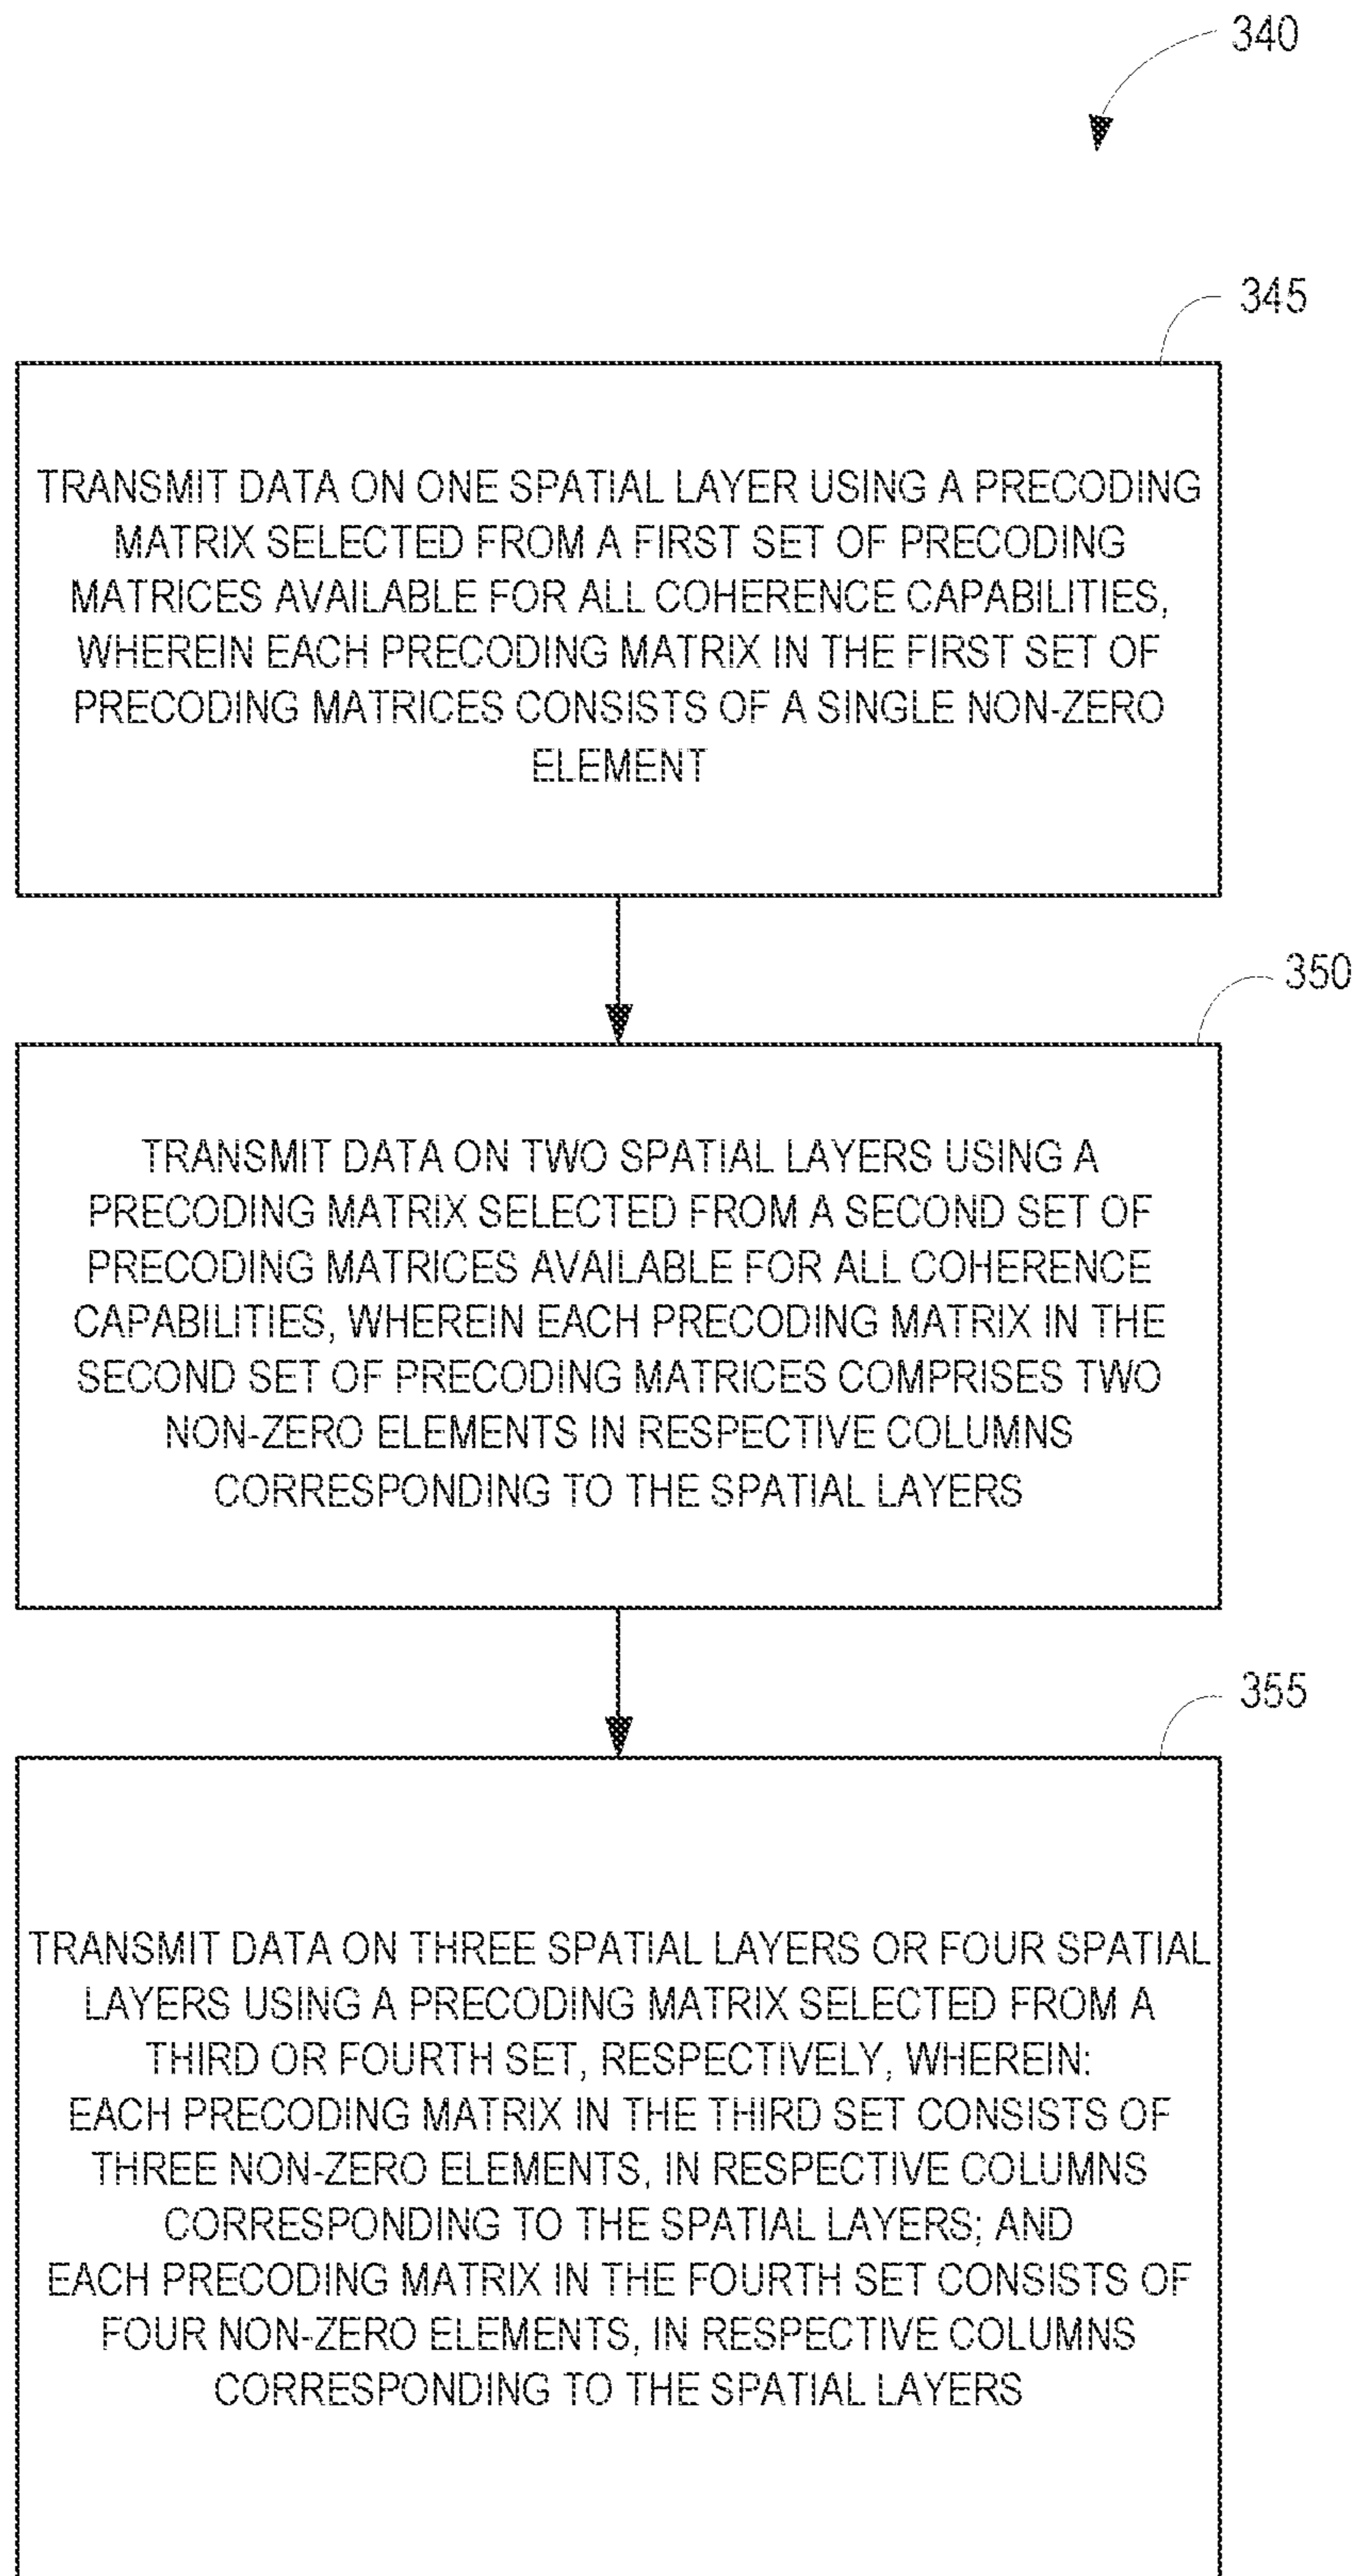 340
345
TRANSMIT DATA ON ONE SPATIAL LAYER USING A PRECODING
MATRIX SELECTED FROM A FIRST SET OF PRECODING
MATRICES AVAILABLE FOR ALL COHERENCE CAPABILITIES,
WHEREIN EACH PRECODING MATRIX IN THE FIRST SET OF
PRECODING MATRICES CONSISTS OF A SINGLE NON-ZERO
ELEMENT
350
TRANSMIT DATA ON TWO SPATIAL LAYERS USING A
PRECODING MATRIX SELECTED FROM A SECOND SET OF
PRECODING MATRICES AVAILABLE FOR ALL COHERENCE
CAPABILITIES, WHEREIN EACH PRECODING MATRIX IN THE
SECOND SET OF PRECODING MATRICES COMPRISES TWO
NON-ZERO ELEMENTS IN RESPECTIVE COLUMNS
CORRESPONDING TO THE SPATIAL LAYERS
355
TRANSMIT DATA ON THREE SPATIAL LAYERS OR FOUR SPATIAL
LAYERS USING A PRECODING MATRIX SELECTED FROM A
THIRD OR FOURTH SET, RESPECTIVELY, WHEREIN:
EACH PRECODING MATRIX IN THE THIRD SET CONSISTS OF
THREE NON-ZERO ELEMENTS, IN RESPECTIVE COLUMNS
CORRESPONDING TO THE SPATIAL LAYERS; AND
EACH PRECODING MATRIX IN THE FOURTH SET CONSISTS OF
FOUR NON-ZERO ELEMENTS, IN RESPECTIVE COLUMNS
CORRESPONDING TO THE SPATIAL LAYERS